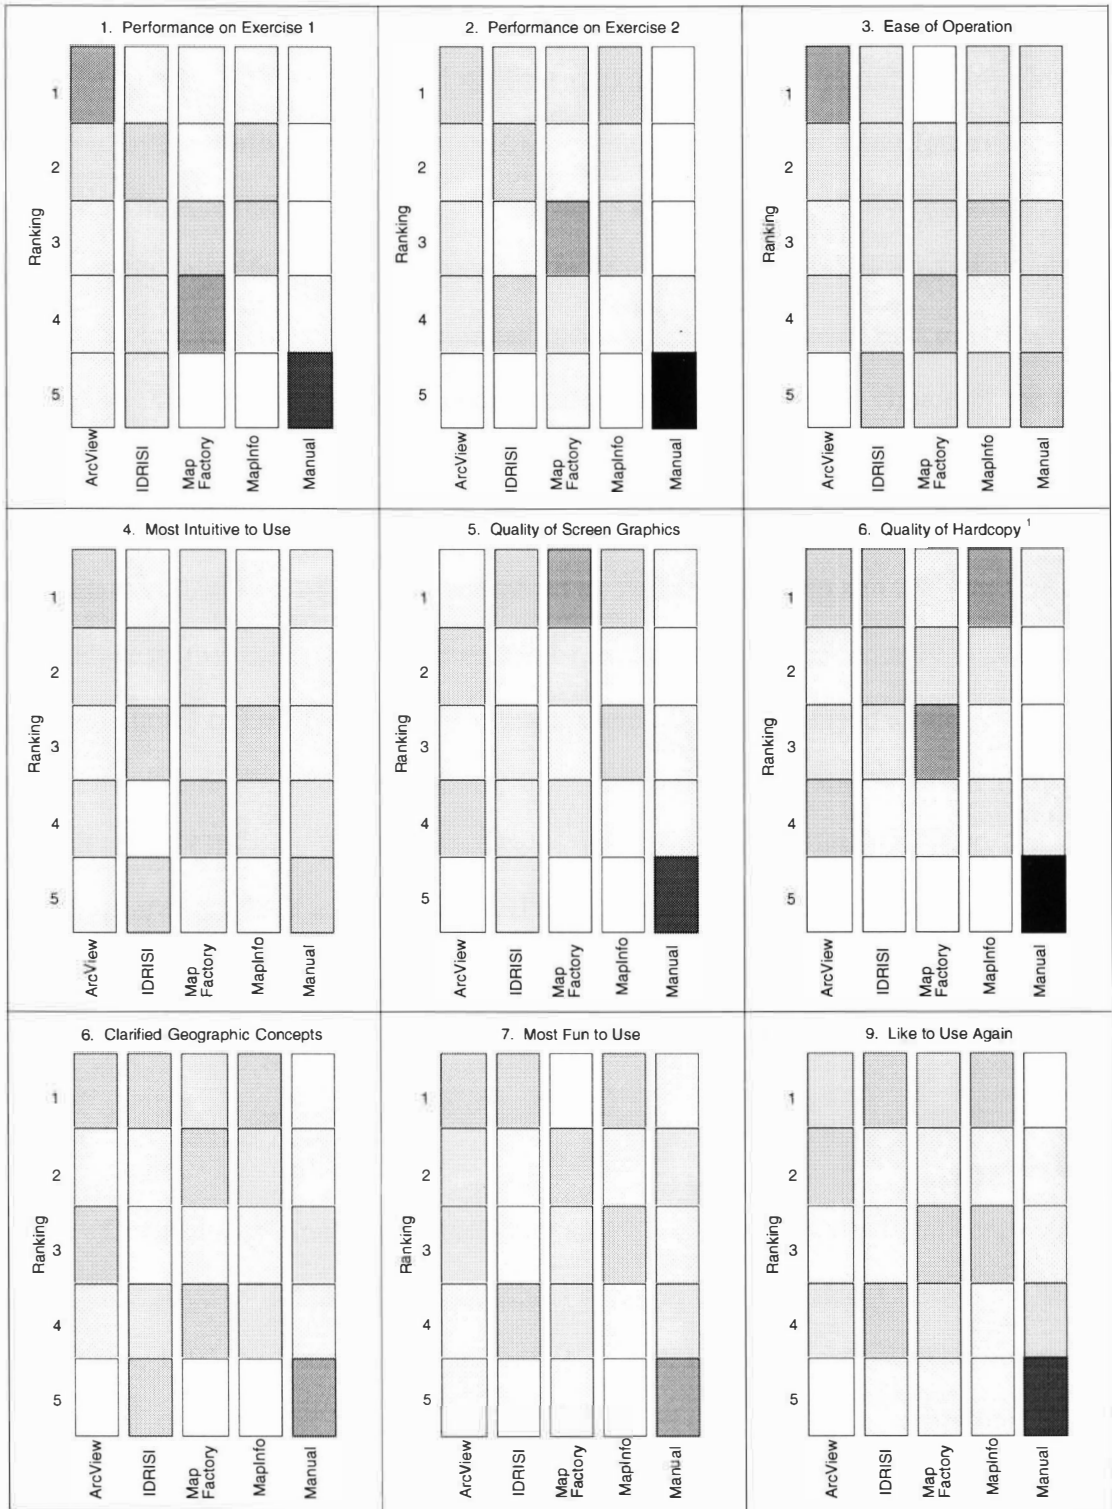 1. Performance on Exercise 1
Ranking
1
2
3
4
5
ArcView
IDRISI
Map
Factory
MapInfo
Manual
2. Performance on Exercise 2
Ranking
1
2
3
4
5
ArcView
IDRISI
Map
Factory
MapInfo
Manual
3. Ease of Operation
Ranking
1
2
3
4
5
ArcView
IDRISI
Map
Factory
MapInfo
Manual
4. Most Intuitive to Use
Ranking
1
2
3
4
5
ArcView
IDRISI
Map
Factory
MapInfo
Manual
5. Quality of Screen Graphics
Ranking
1
2
3
4
5
ArcView
IDRISI
Map
Factory
MapInfo
Manual
6. Quality of Hardcopy 1
Ranking
1
2
3
4
5
ArcView
IDRISI
Map
Factory
MapInfo
Manual
6. Clarified Geographic Concepts
Ranking
1
2
3
4
5
ArcView
IDRISI
Map
Factory
MapInfo
Manual
7. Most Fun to Use
Ranking
1
2
3
4
5
ArcView
IDRISI
Map
Factory
MapInfo
Manual
9. Like to Use Again
Ranking
1
2
3
4
5
ArcView
IDRISI
Map
Factory
MapInfo
Manual